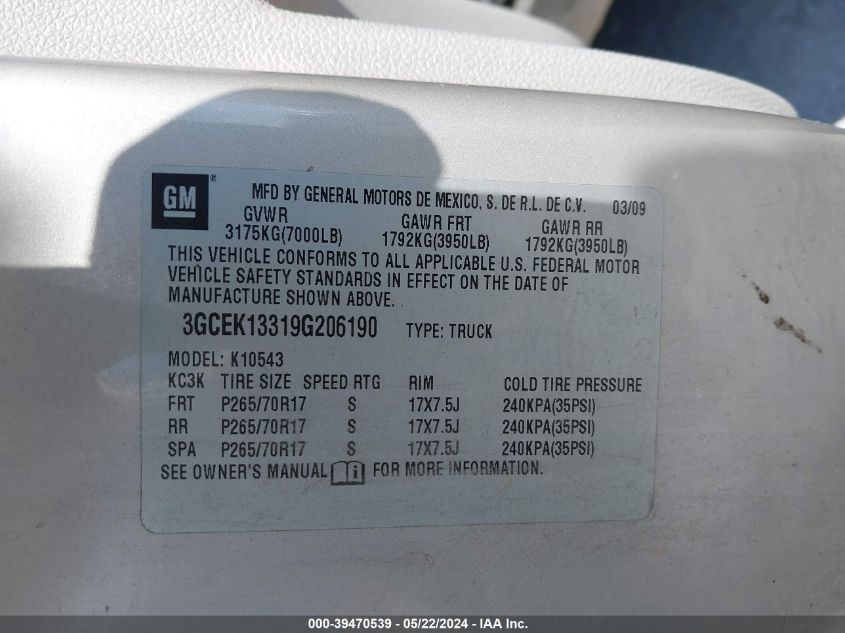 GM ® MFD BY GENERAL MOTORS DE MEXICO, S. DE R.L. DE C.V. 03/09
GVWR GAWR FRT GAWR RR
3175KG(7000LB) 1792KG(3950LB) 1792KG(3950LB)
THIS VEHICLE CONFORMS TO ALL APPLICABLE U.S. FEDERAL MOTOR
VEHICLE SAFETY STANDARDS IN EFFECT ON THE DATE OF
MANUFACTURE SHOWN ABOVE.
3GCEK13319G206190 TYPE: TRUCK
MODEL: K10543
KC3K TIRE SIZE SPEED RTG RIM COLD TIRE PRESSURE
FRT P265/70R17 S 17X7.5J 240KPA(35PSI)
RR P265/70R17 S 17X7.5J 240KPA(35PSI)
SPA P265/70R17 S 17X7.5J 240KPA(35PSI)
SEE OWNER'S MANUAL i FOR MORE INFORMATION.
000-39470539 - 05/22/2024 - IAA Inc.